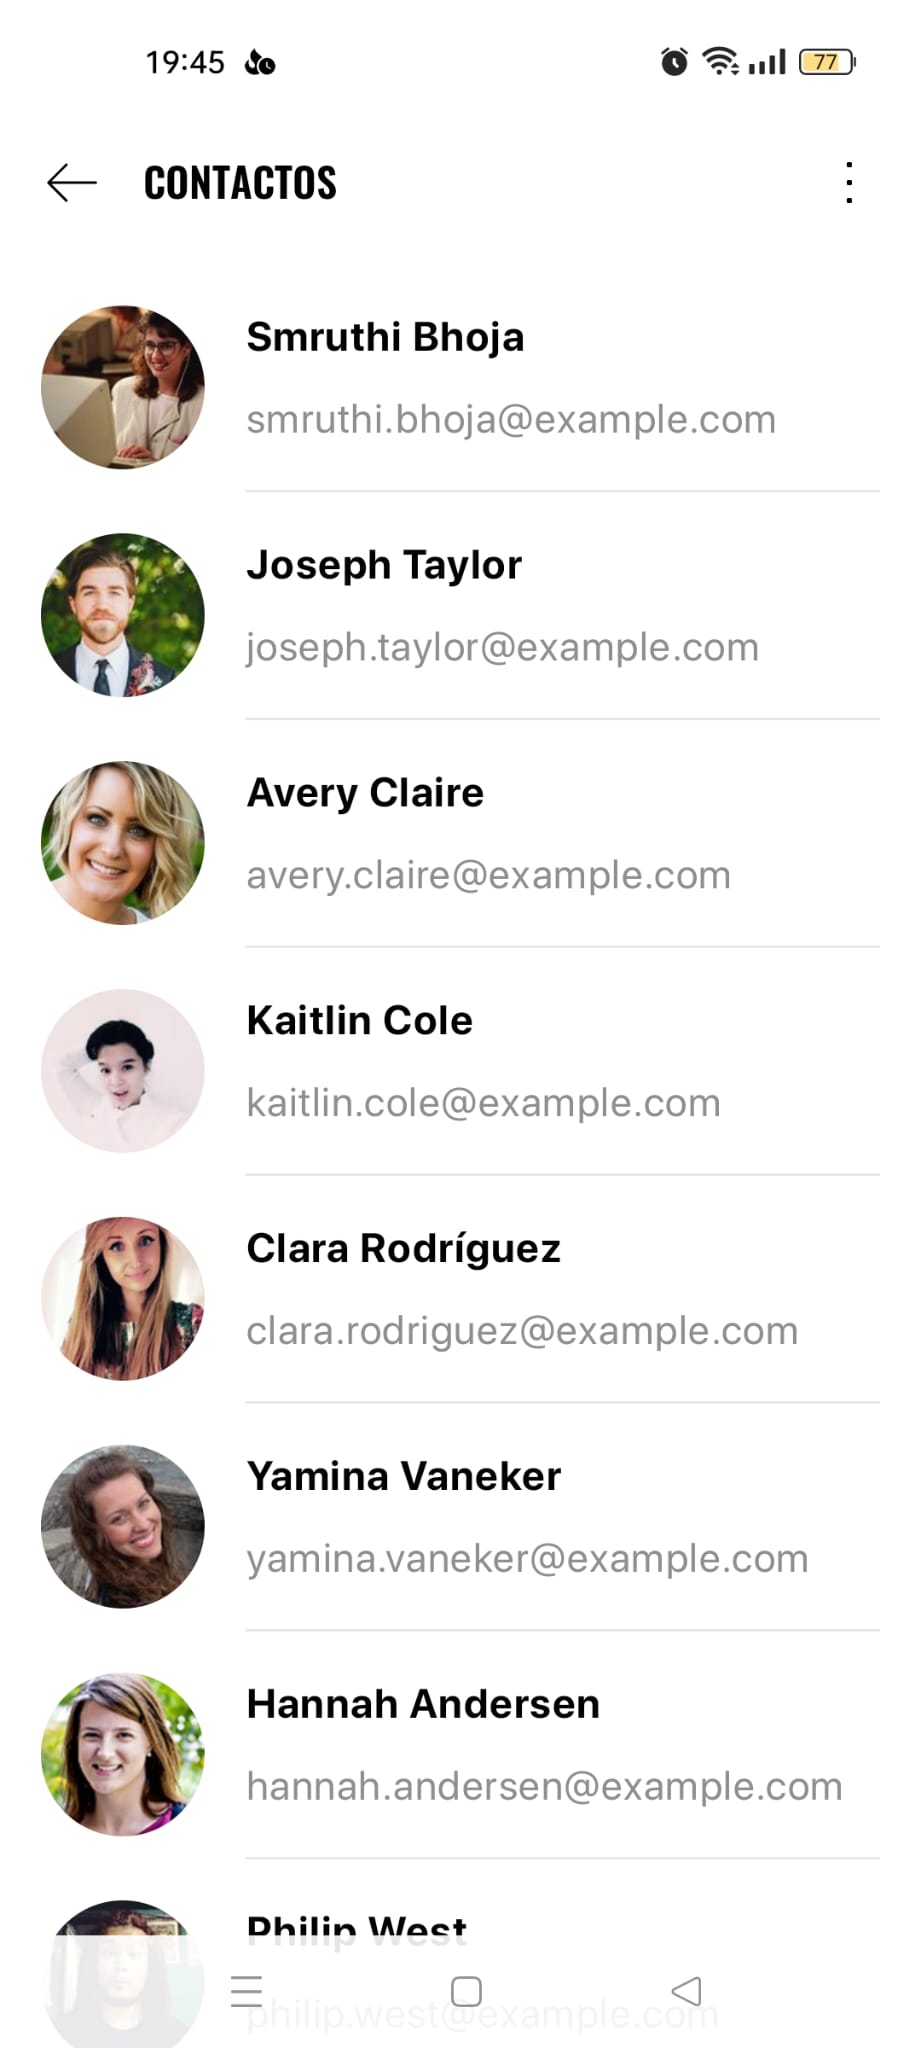 19:45
77
CONTACTOS
Smruthi Bhoja
smruthi.bhoja@example.com
Joseph Taylor
joseph.taylor@example.com
Avery Claire
avery.claire@example.com
Kaitlin Cole
kaitlin.cole@example.com
Clara Rodríguez
clara.rodriguez@example.com
Yamina Vaneker
yamina.vaneker@example.com
Hannah Andersen
hannah.andersen@example.com
Philip West
philip.west@example.com